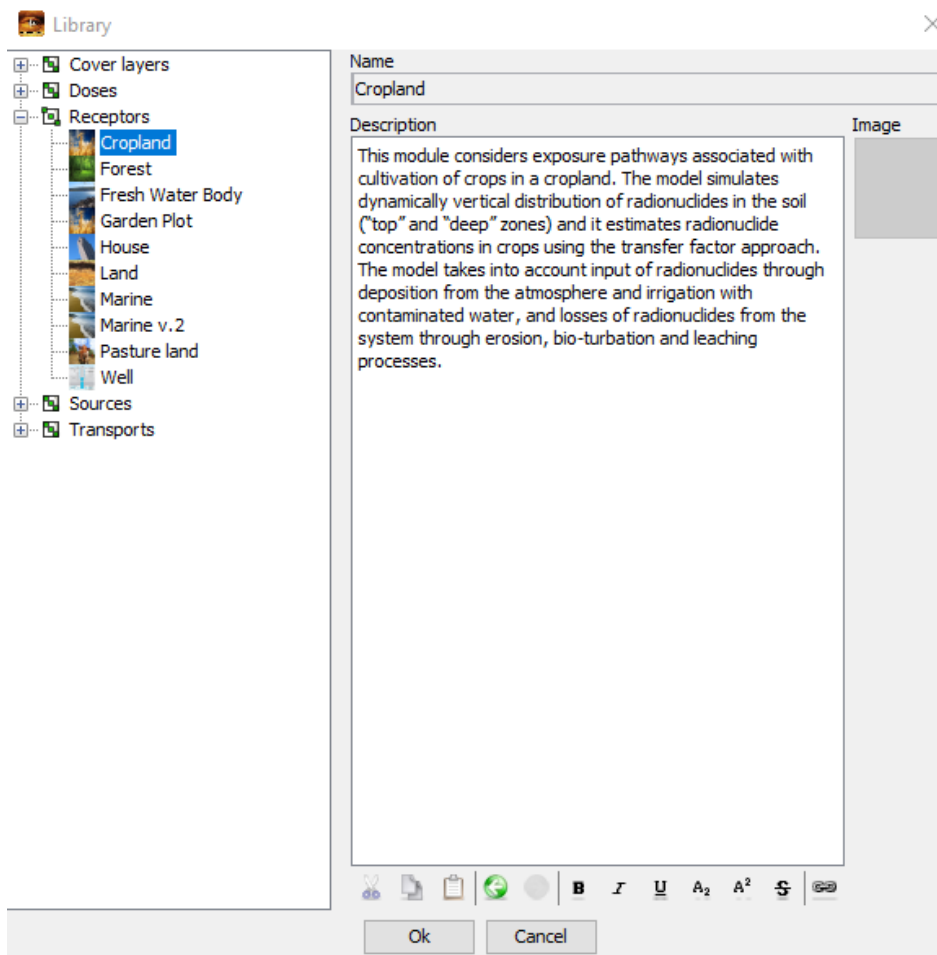 Library
Cover layers
Doses
Receptors
Cropland
Forest
Fresh Water Body
Garden Plot
House
Land
Marine
Marine v.2
Pasture land
Well
Sources
Transports
Name
Cropland
Description
Image
This module considers exposure pathways associated with
cultivation of crops in a cropland. The model simulates
dynamically vertical distribution of radionuclides in the soil
(“top” and “deep” zones) and it estimates radionuclide
concentrations in crops using the transfer factor approach.
The model takes into account input of radionuclides through
deposition from the atmosphere and irrigation with
contaminated water, and losses of radionuclides from the
system through erosion, bio-turbation and leaching
processes.
B I U A₂ A² S
Ok Cancel